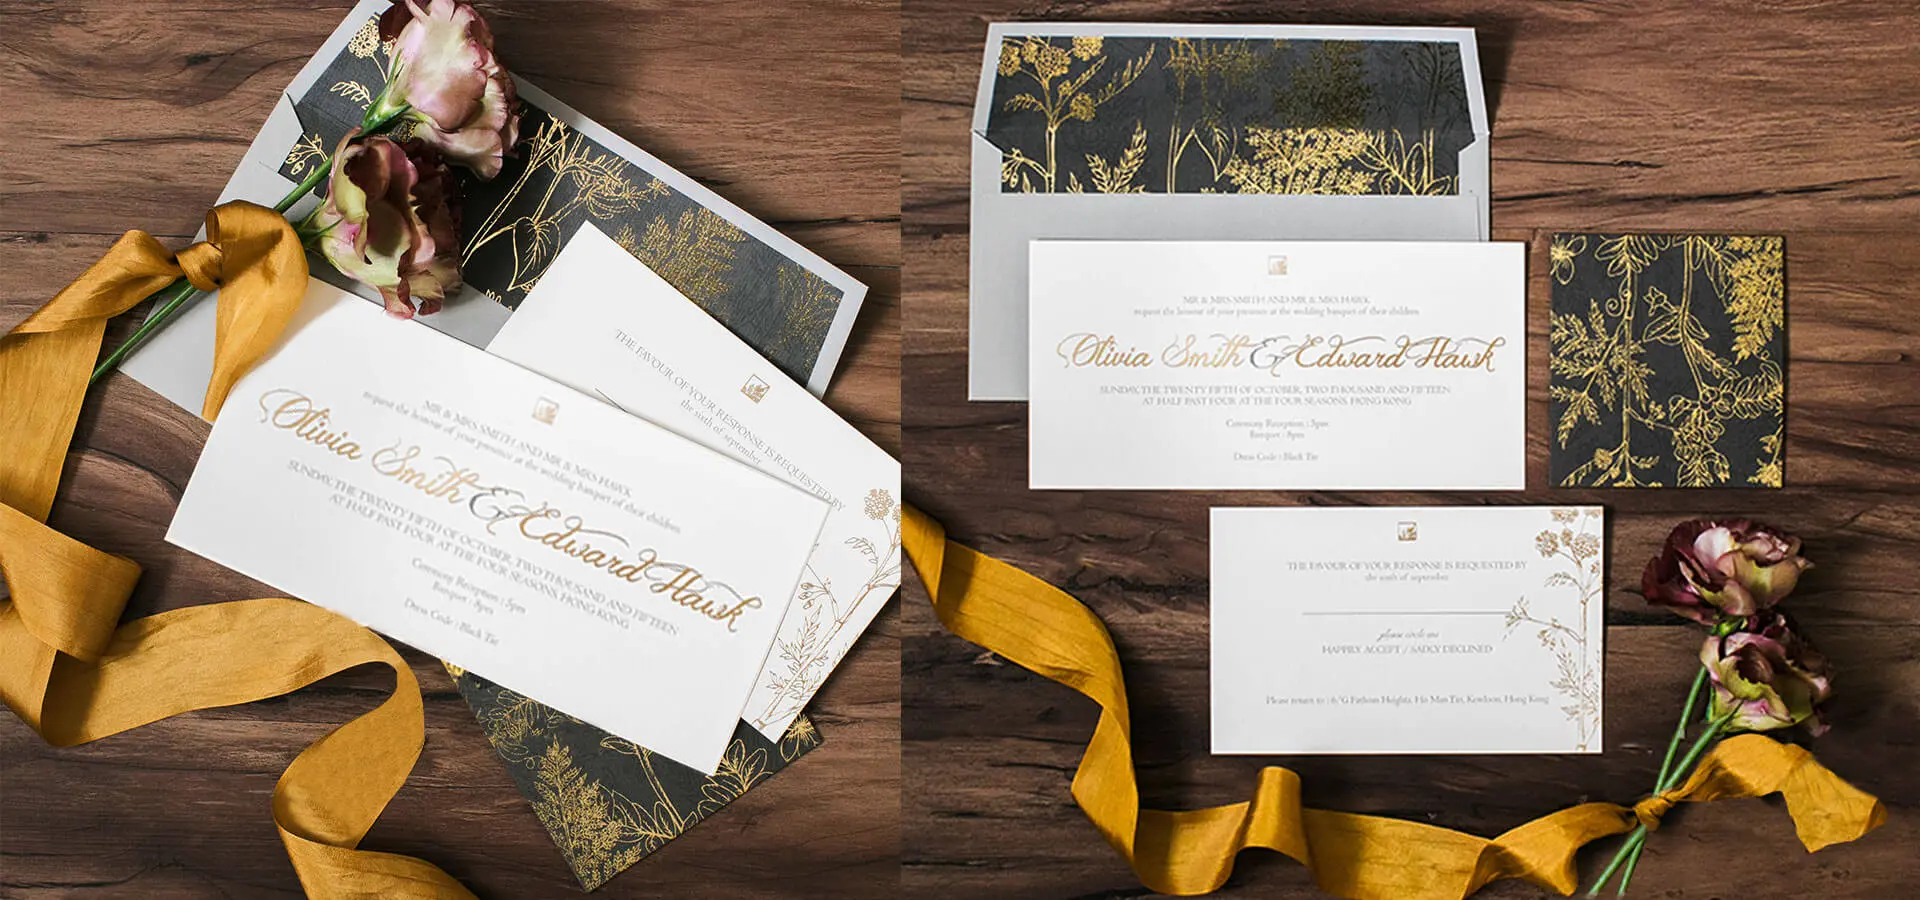 THE FAVOUR OF YOUR RESPONSE IS REQUESTED BY
the sixth of september
MR & MRS SMITH AND MR & MRS HAWK
request the honour of your presence at the wedding banquet of their children
Olivia Smith & Edward Hawk
SUNDAY, THE TWENTY FIFTH OF OCTOBER, TWO THOUSAND AND FIFTEEN
AT HALF PAST FOUR AT THE FOUR SEASONS, HONG KONG
Ceremony Reception | 5pm
Banquet | 8pm
Dress Code | Black Tie
MR & MRS SMITH AND MR & MRS HAWK
request the honour of your presence at the wedding banquet of their children
Olivia Smith & Edward Hawk
SUNDAY, THE TWENTY FIFTH OF OCTOBER, TWO THOUSAND AND FIFTEEN
AT HALF PAST FOUR AT THE FOUR SEASONS, HONG KONG
Ceremony Reception | 5pm
Banquet | 8pm
Dress Code | Black Tie
THE FAVOUR OF YOUR RESPONSE IS REQUESTED BY
the sixth of september
please circle one
HAPPILY ACCEPT / SADLY DECLINED
Please return to | 6/G Fathous Heights, Ho Man Tin, Kowloon, Hong Kong